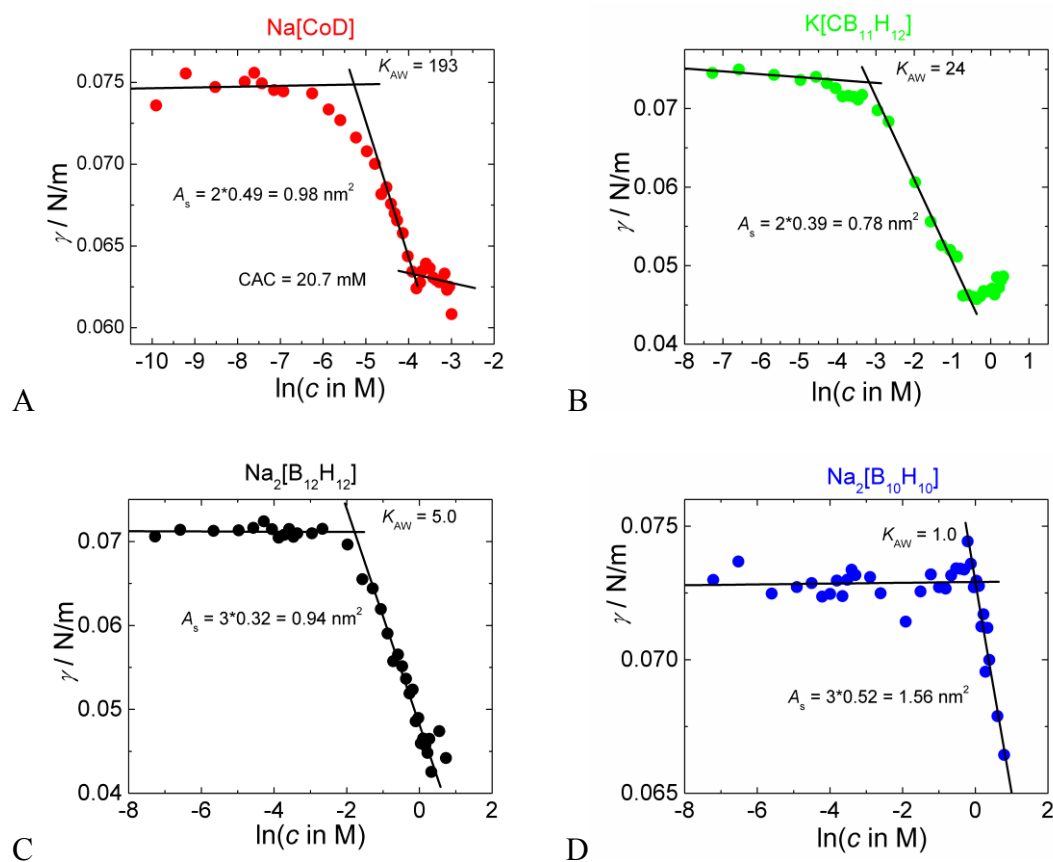 Na[CoD]
K_AW = 193
0.075
0.070
0.065
0.060
γ / N/m
A_s = 2*0.49 = 0.98 nm²
CAC = 20.7 mM
-10 -9 -8 -7 -6 -5 -4 -3 -2
ln(c in M)
A
K[CB₁₁H₁₂]
K_AW = 24
0.07
0.06
0.05
0.04
γ / N/m
A_s = 2*0.39 = 0.78 nm²
-8 -7 -6 -5 -4 -3 -2 -1 0 1
ln(c in M)
B
Na₂[B₁₂H₁₂]
K_AW = 5.0
0.07
0.06
0.05
0.04
γ / N/m
A_s = 3*0.32 = 0.94 nm²
-8 -6 -4 -2 0 2
ln(c in M)
C
Na₂[B₁₀H₁₀]
K_AW = 1.0
0.075
0.070
0.065
γ / N/m
A_s = 3*0.52 = 1.56 nm²
-8 -6 -4 -2 0 2
ln(c in M)
D